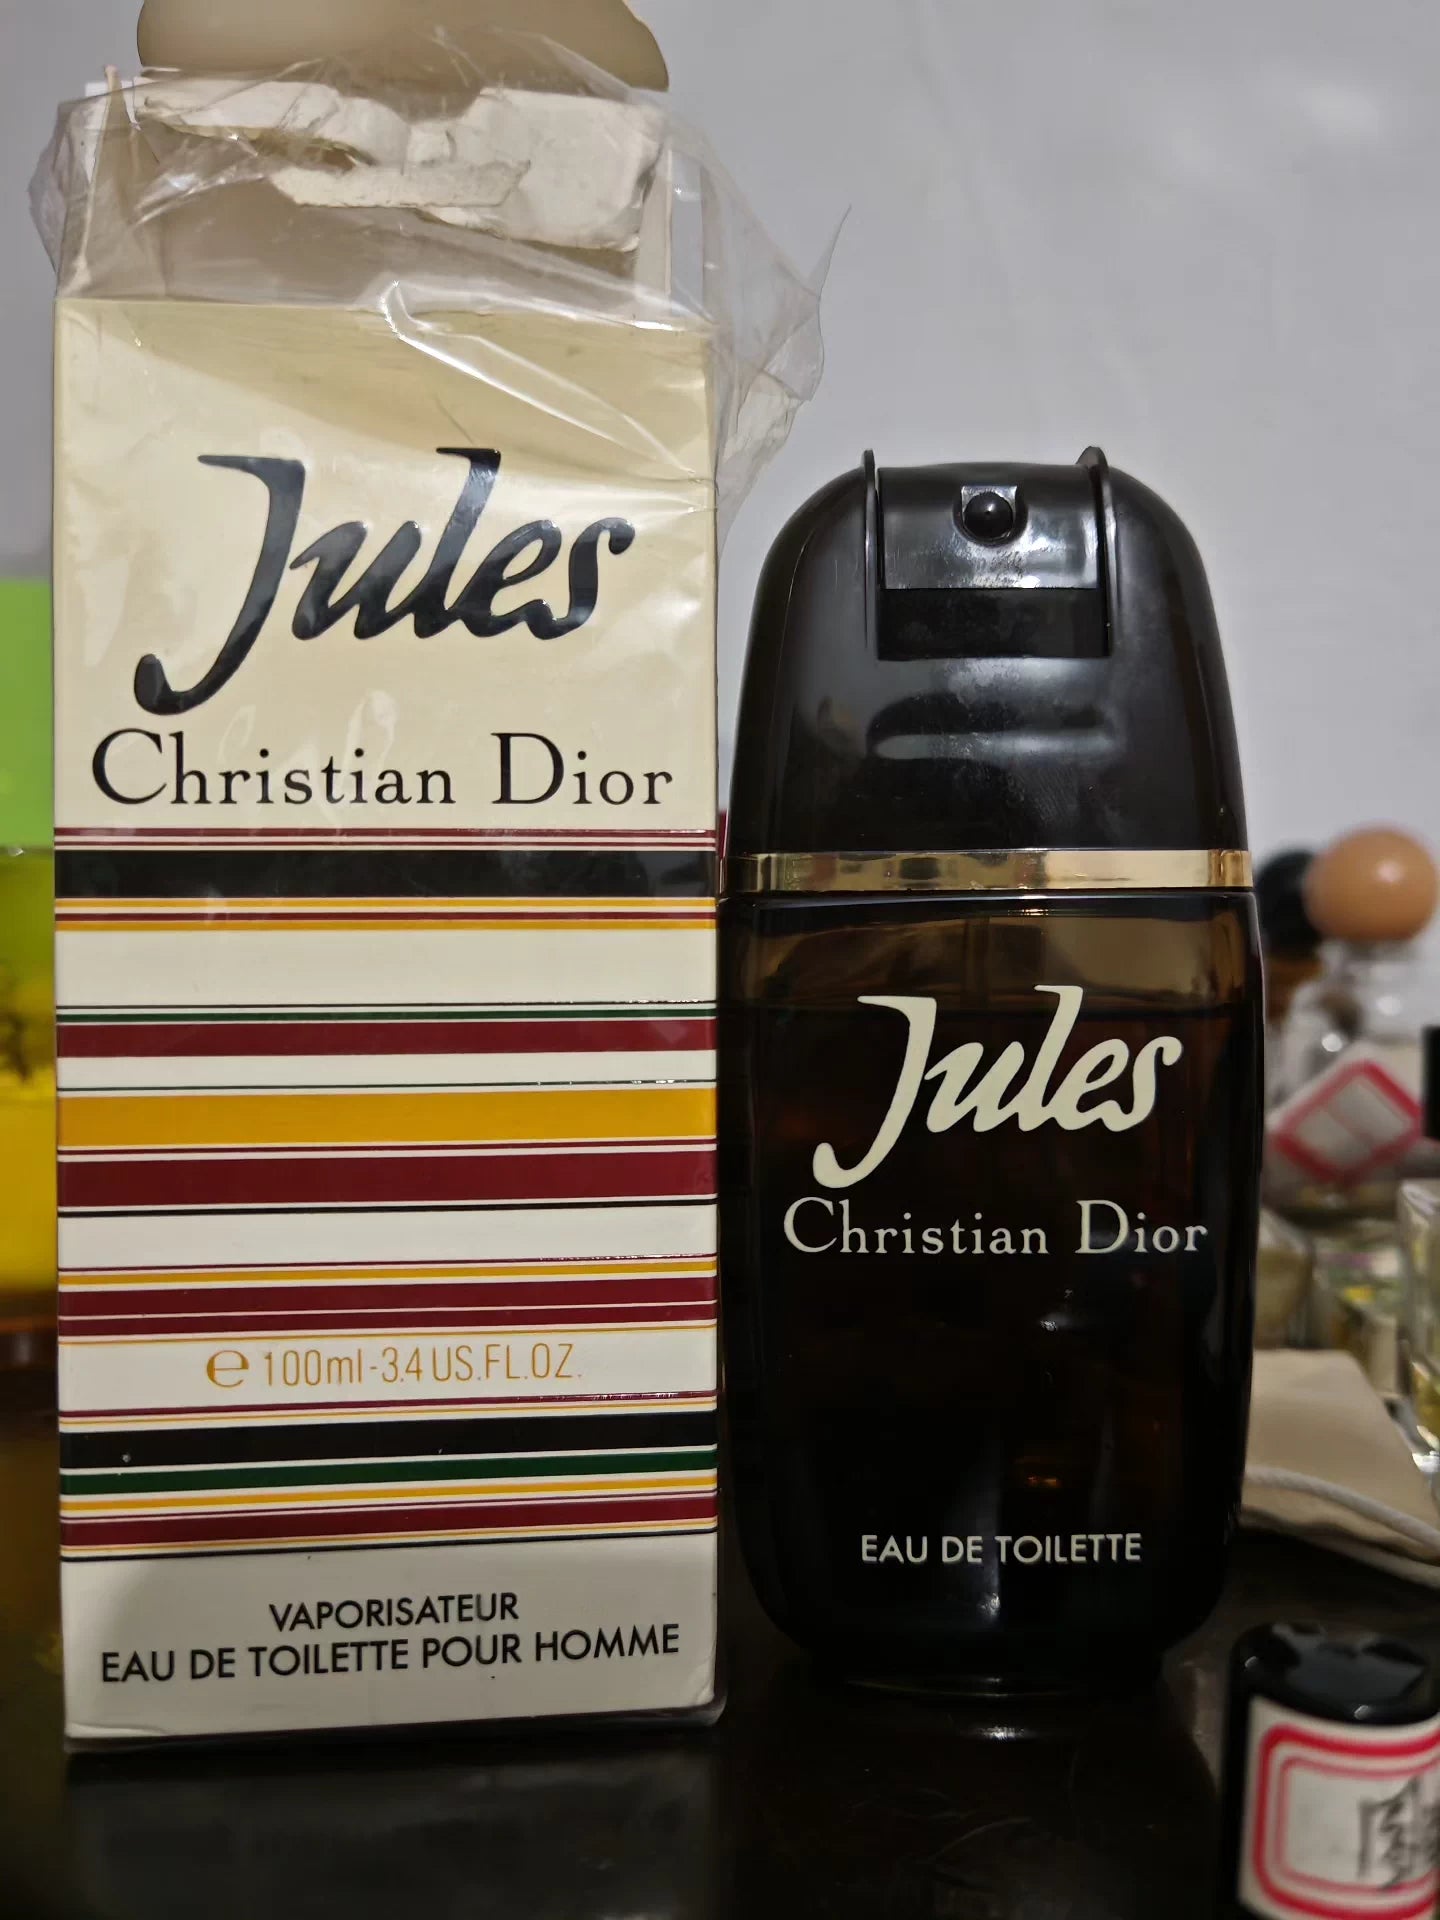 Jules
Christian Dior
e 100ml-3.4 US.FL.OZ.
VAPORISATEUR
EAU DE TOILETTE POUR HOMME
Jules
Christian Dior
EAU DE TOILETTE